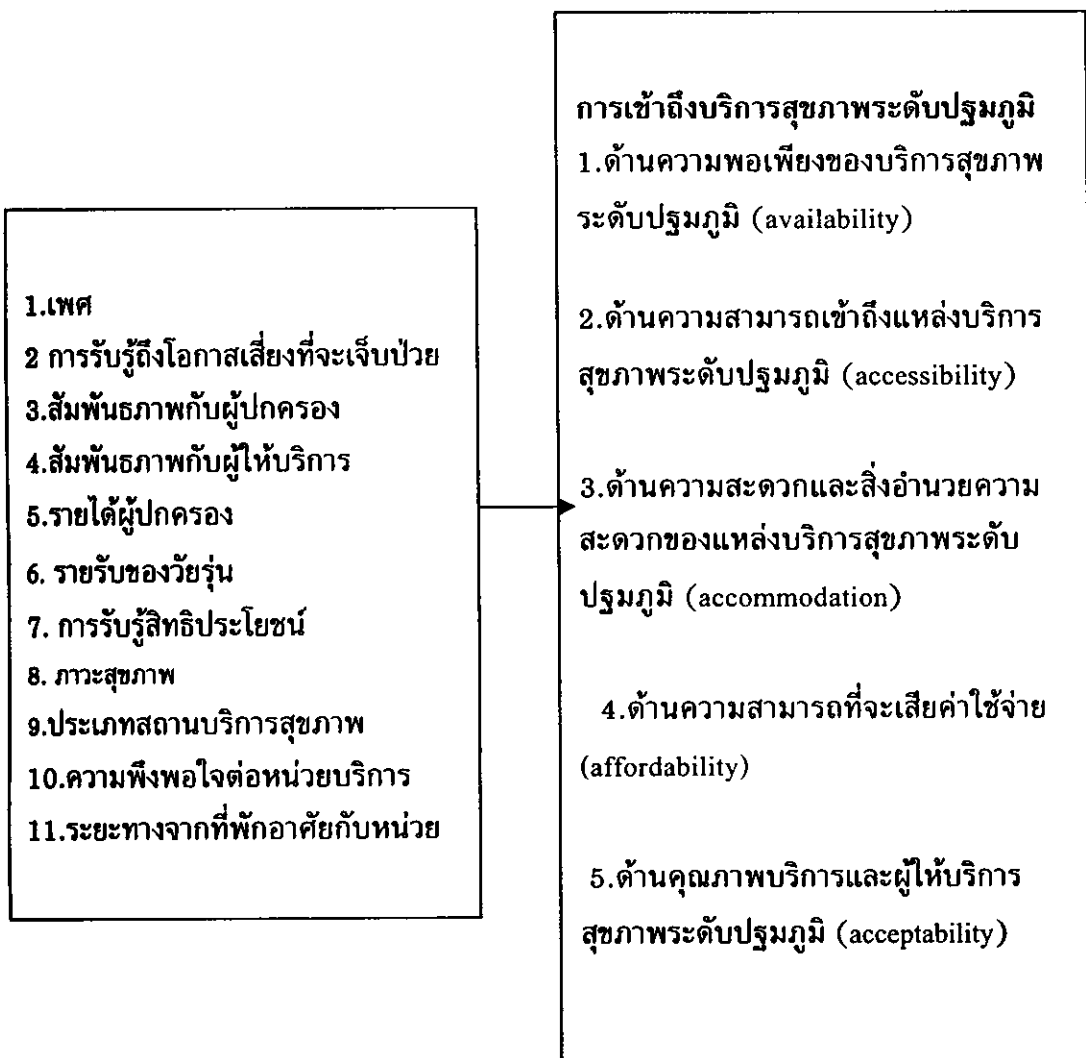 1.เพศ
2 การรับรู้ถึงโอกาสเสี่ยงที่จะเจ็บป่วย
3.สัมพันธภาพกับผู้ปกครอง
4.สัมพันธภาพกับผู้ให้บริการ
5.รายได้ผู้ปกครอง
6. รายรับของวัยรุ่น
7. การรับรู้สิทธิประโยชน์
8. ภาวะสุขภาพ
9.ประเภทสถานบริการสุขภาพ
10.ความพึงพอใจต่อหน่วยบริการ
11.ระยะทางจากที่พักอาศัยกับหน่วย
การเข้าถึงบริการสุขภาพระดับปฐมภูมิ
1.ด้านความพอเพียงของบริการสุขภาพ
ระดับปฐมภูมิ (availability)
2.ด้านความสามารถเข้าถึงแหล่งบริการ
สุขภาพระดับปฐมภูมิ (accessibility)
3.ด้านความสะดวกและสิ่งอำนวยความ
สะดวกของแหล่งบริการสุขภาพระดับ
ปฐมภูมิ (accommodation)
4.ด้านความสามารถที่จะเสียค่าใช้จ่าย
(affordability)
5.ด้านคุณภาพบริการและผู้ให้บริการ
สุขภาพระดับปฐมภูมิ (acceptability)